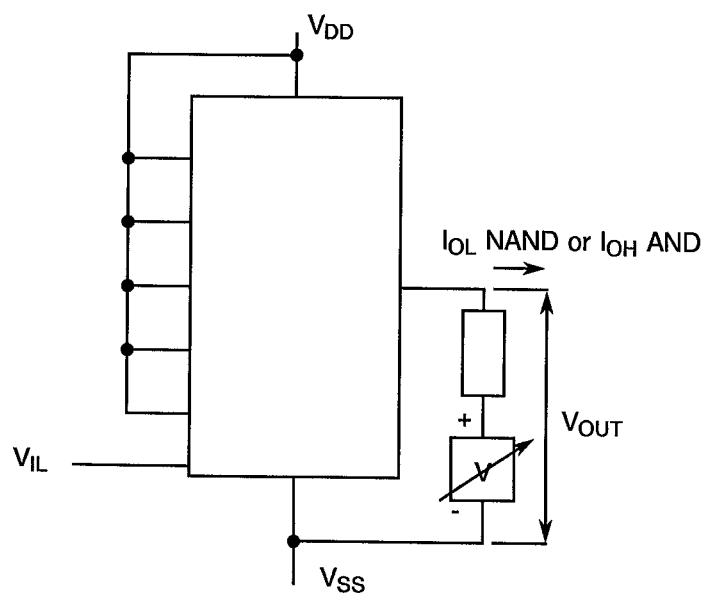 VDD
IOL NAND or IOH AND
+
VOUT
VIL
V
-
VSS